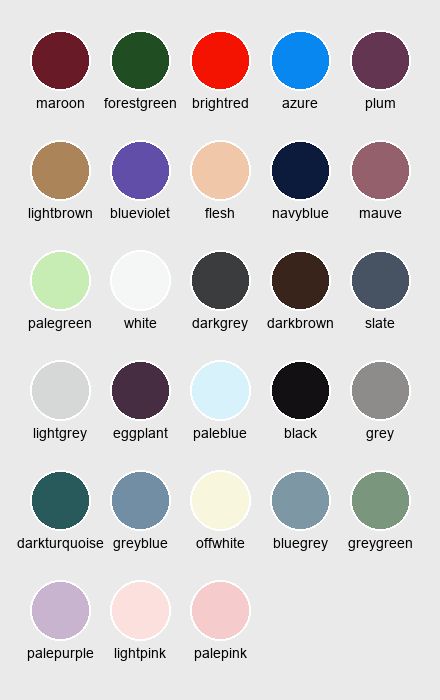 maroon forestgreen brightred azure plum
lightbrown blueviolet flesh navyblue mauve
palegreen white darkgrey darkbrown slate
lightgrey eggplant paleblue black grey
darkturquoise greyblue offwhite bluegrey greygreen
palepurple lightpink palepink